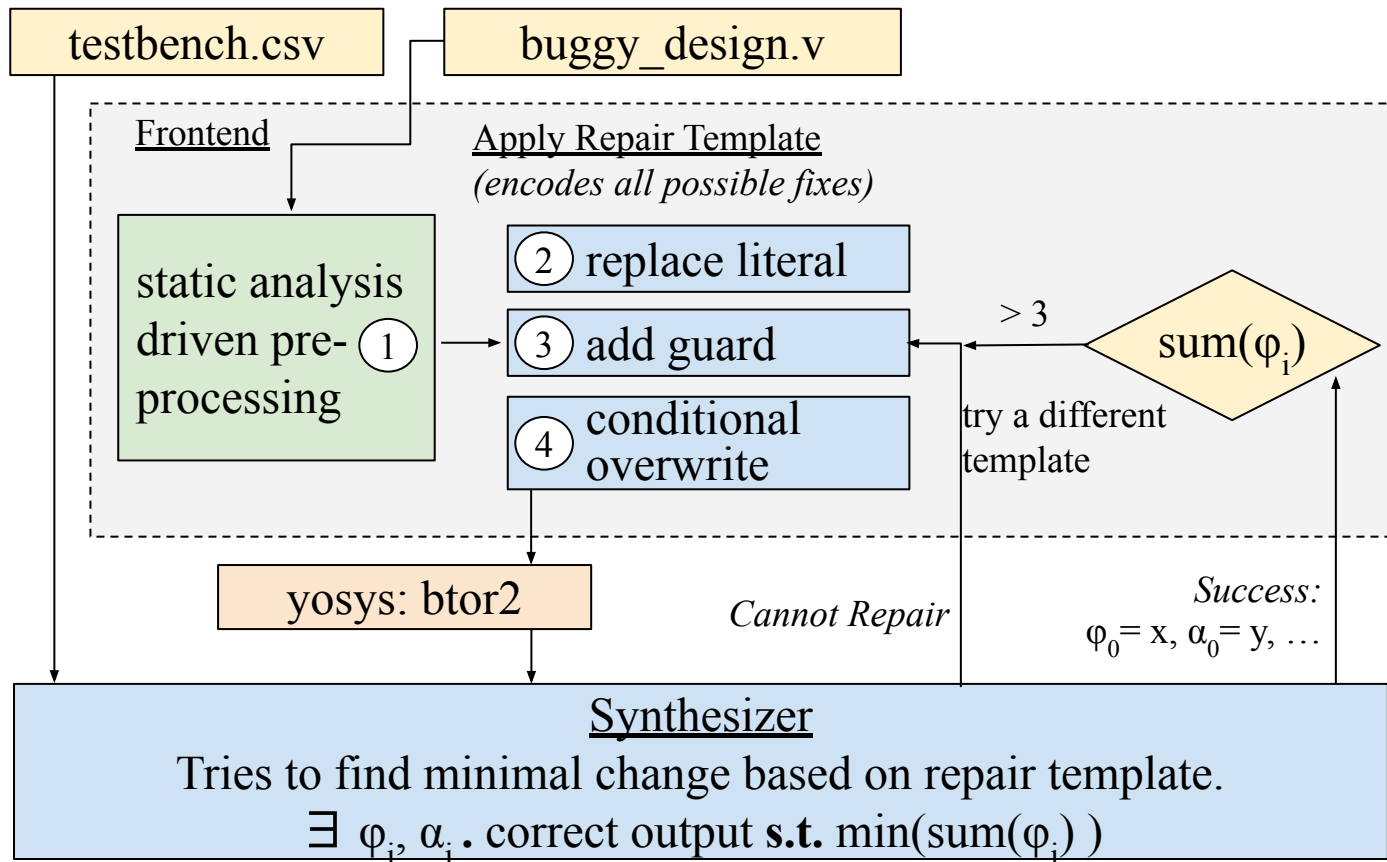 testbench.csv
buggy_design.v
Frontend
Apply Repair Template
(encodes all possible fixes)
static analysis
driven pre-
processing
1
2 replace literal
3 add guard
4 conditional
overwrite
> 3
sum(φᵢ)
try a different
template
yosys: btor2
Cannot Repair
Success:
φ₀= x, α₀= y, …
Synthesizer
Tries to find minimal change based on repair template.
∃ φᵢ, αᵢ . correct output s.t. min(sum(φᵢ) )